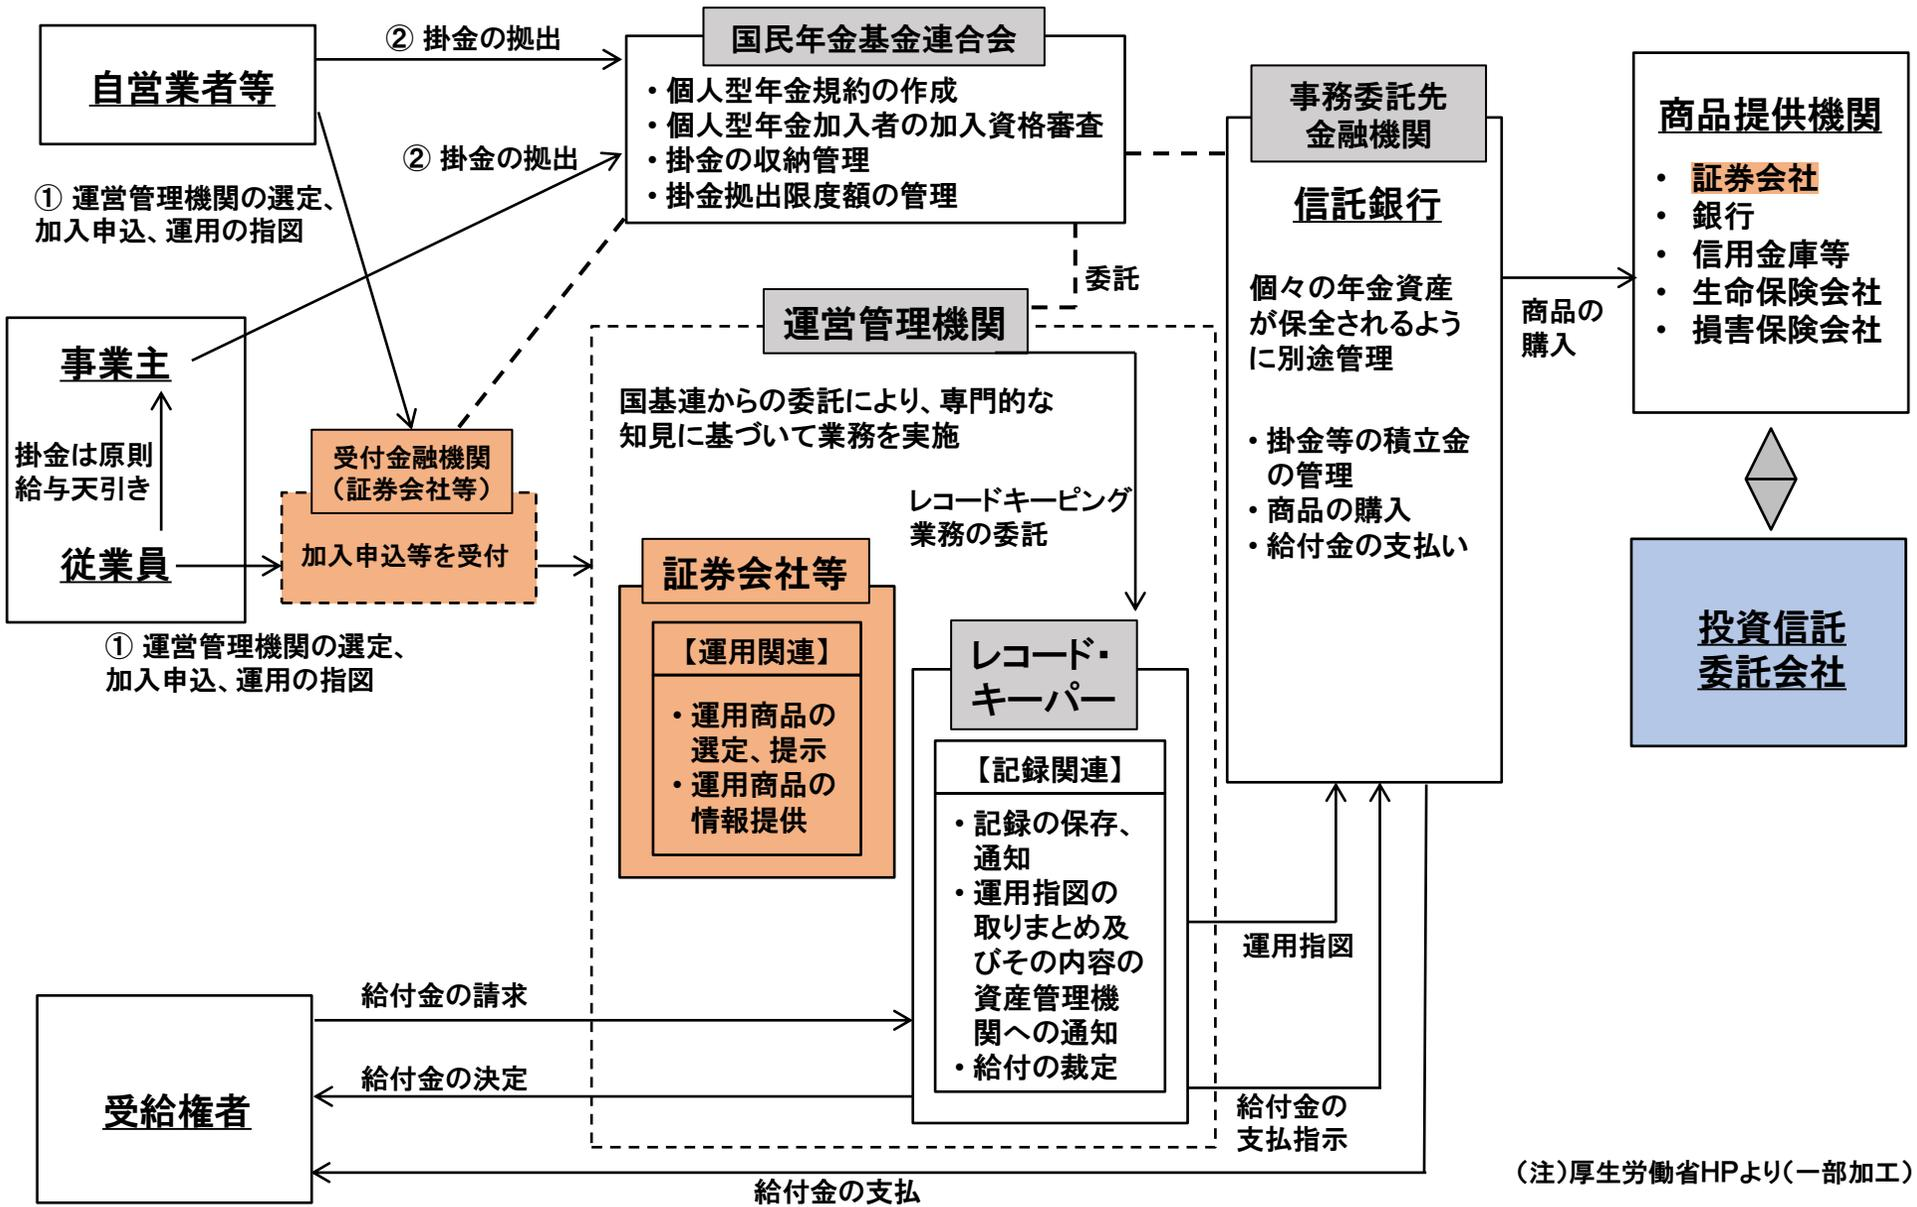 ② 掛金の拠出
自営業者等
国民年金基金連合会
・個人型年金規約の作成
・個人型年金加入者の加入資格審査
・掛金の収納管理
・掛金拠出限度額の管理
② 掛金の拠出
① 運営管理機関の選定、
加入申込、運用の指図
事務委託先
金融機関
信託銀行
個々の年金資産
が保全されるよう
に別途管理
・掛金等の積立金
の管理
・商品の購入
・給付金の支払い
商品の
購入
商品提供機関
・ 証券会社
・ 銀行
・ 信用金庫等
・ 生命保険会社
・ 損害保険会社
投資信託
委託会社
委託
運営管理機関
国基連からの委託により、専門的な
知見に基づいて業務を実施
レコードキーピング
業務の委託
事業主
掛金は原則
給与天引き
従業員
受付金融機関
（証券会社等）
加入申込等を受付
① 運営管理機関の選定、
加入申込、運用の指図
証券会社等
【運用関連】
・運用商品の
選定、提示
・運用商品の
情報提供
レコード・
キーパー
【記録関連】
・記録の保存、
通知
・運用指図の
取りまとめ及
びその内容の
資産管理機
関への通知
・給付の裁定
運用指図
給付金の請求
給付金の決定
受給権者
給付金の
支払指示
給付金の支払
（注）厚生労働省HPより（一部加工）